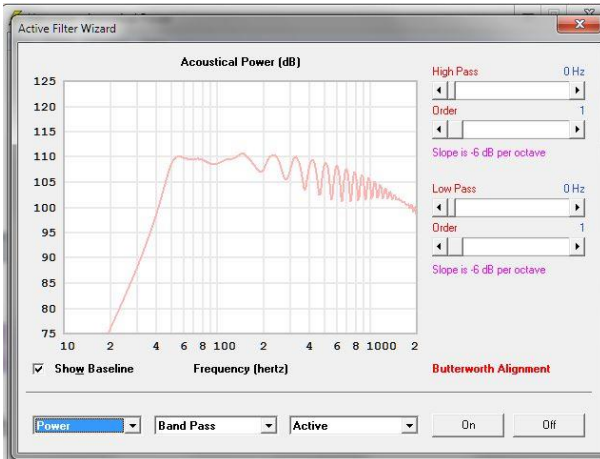 Active Filter Wizard
Acoustical Power (dB)
125
120
115
110
105
100
95
90
85
80
75
10 2 4 6 8 100 2 4 6 8 1000 2
Show Baseline
Frequency (hertz)
High Pass 0 Hz
Order 1
Slope is -6 dB per octave
Low Pass 0 Hz
Order 1
Slope is -6 dB per octave
Butterworth Alignment
Power
Band Pass
Active
On
Off